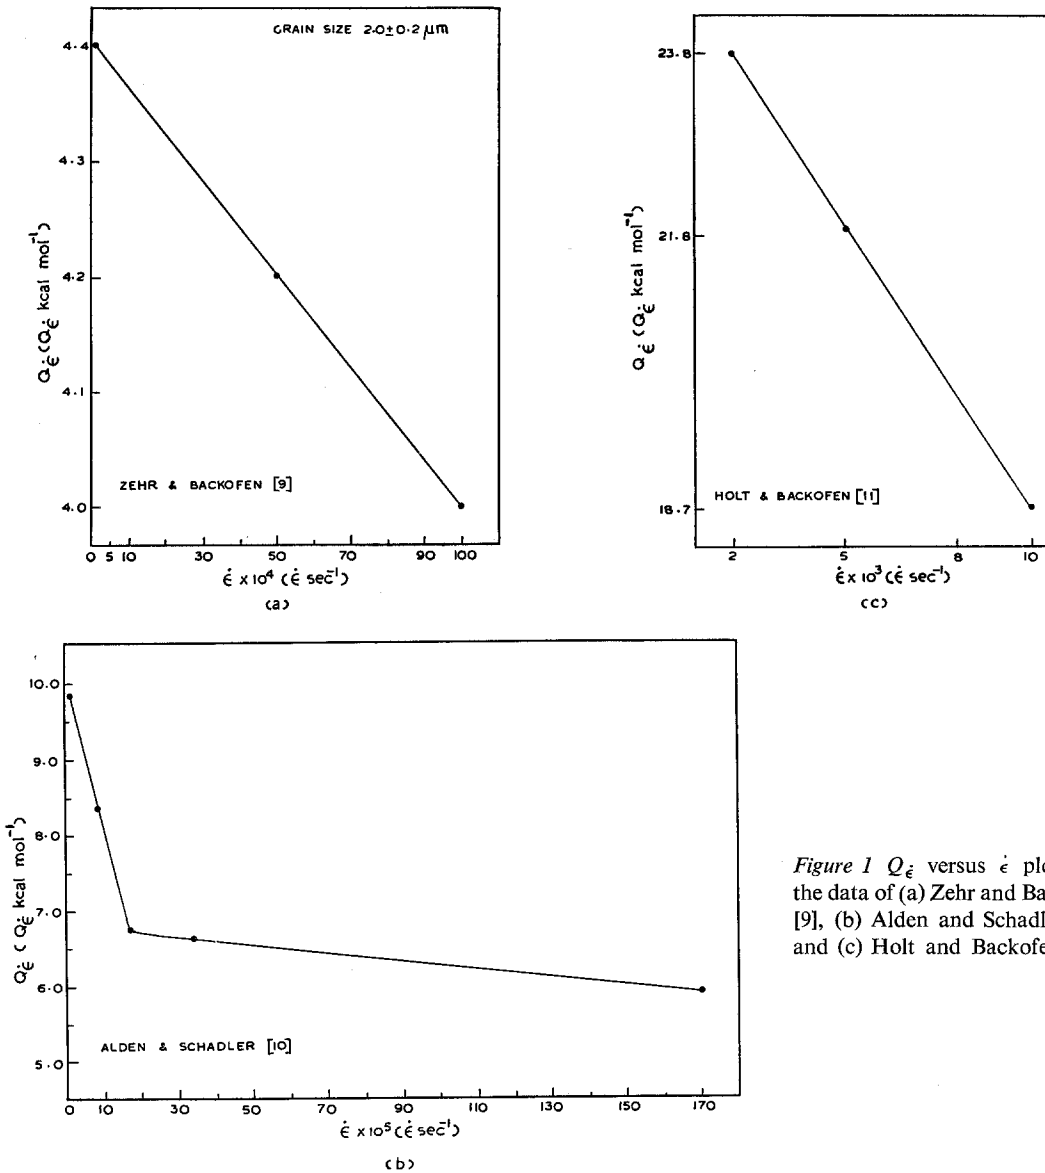 GRAIN SIZE 2.0±0.2 μm
4.4
4.3
4.2
4.1
4.0
Q_ε̇ (Q_ε̇ kcal mol⁻¹)
ZEHR & BACKOFEN [9]
0 5 10 30 50 70 90 100
ε̇ × 10⁴ (ε̇ sec⁻¹)
(a)
23.8
21.8
18.7
Q_ε̇ (Q_ε̇ kcal mol⁻¹)
HOLT & BACKOFEN [11]
2 5 8 10
ε̇ × 10³ (ε̇ sec⁻¹)
(c)
10.0
9.0
8.0
7.0
6.0
5.0
Q_ε̇ (Q_ε̇ kcal mol⁻¹)
ALDEN & SCHADLER [10]
0 10 30 50 70 90 110 130 150 170
ε̇ × 10⁵ (ε̇ sec⁻¹)
(b)
Figure 1 Q_ε̇ versus ε̇
the data of (a) Zehr and
[9], (b) Alden and
and (c) Holt and